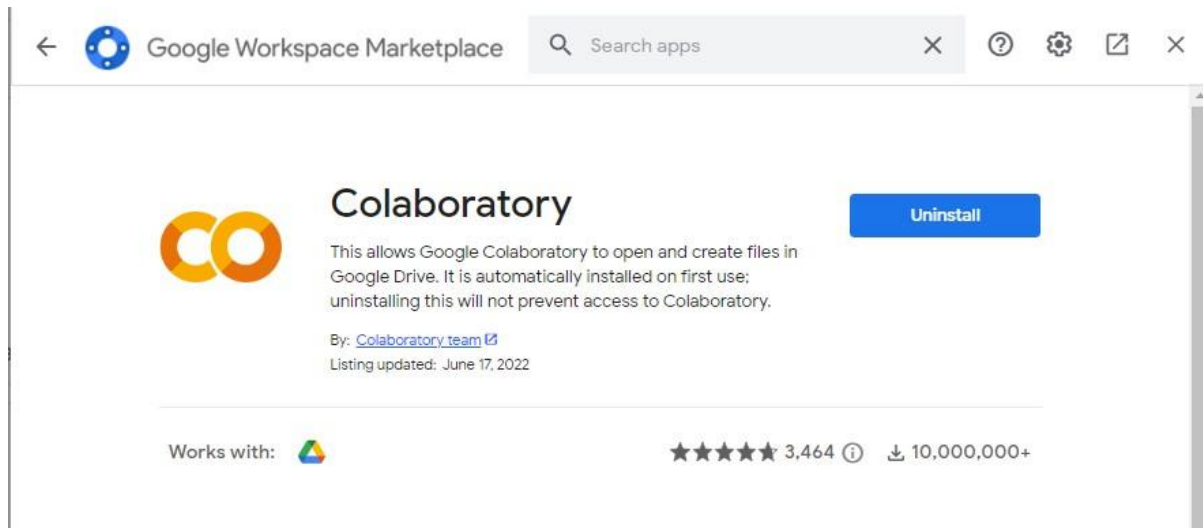 Google Workspace Marketplace
Search apps
Colaboratory
Uninstall
This allows Google Colaboratory to open and create files in
Google Drive. It is automatically installed on first use;
uninstalling this will not prevent access to Colaboratory.
By: Colaboratory team
Listing updated: June 17, 2022
Works with:
3,464
10,000,000+